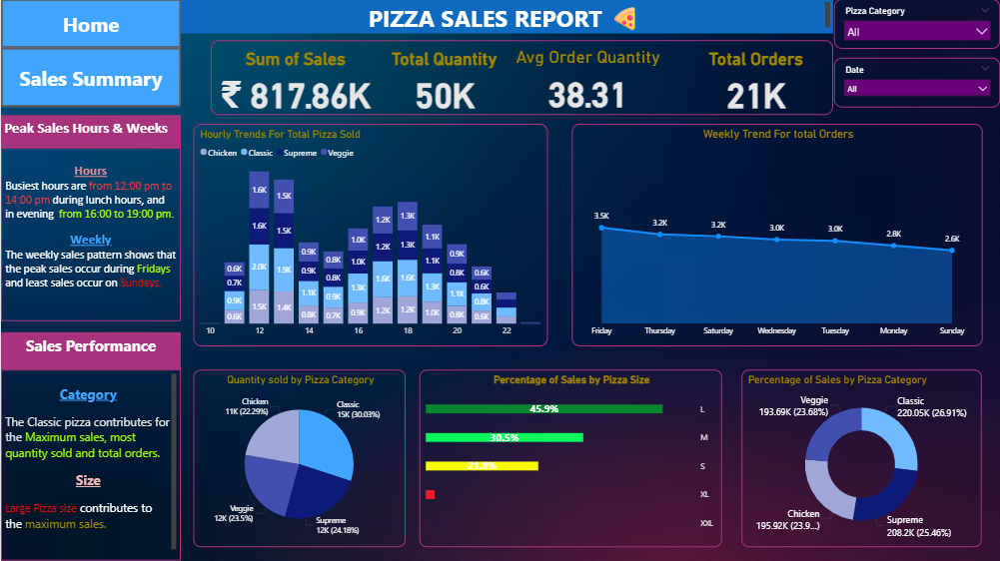 Home
Sales Summary
PIZZA SALES REPORT
Pizza Category
All
Date
All
Sum of Sales
₹ 817.86K
Total Quantity
50K
Avg Order Quantity
38.31
Total Orders
21K
Peak Sales Hours & Weeks
Hours
Busiest hours are from 12:00 pm to
14:00 pm during lunch hours, and
in evening from 16:00 to 19:00 pm.
Weekly
The weekly sales pattern shows that
the peak sales occur during Fridays
and least sales occur on Sundays.
Sales Performance
Category
The Classic pizza contributes for
the Maximum sales, most
quantity sold and total orders.
Size
Large Pizza size contributes to
the maximum sales.
Hourly Trends For Total Pizza Sold
Chicken Classic Supreme Veggie
0.6K
0.7K
0.9K
0.6K
1.6K
1.6K
2.0K
1.5K
1.5K
1.5K
1.9K
1.4K
0.9K
0.9K
1.1K
0.8K
0.8K
0.8K
0.9K
0.7K
1.0K
1.0K
1.3K
0.9K
1.2K
1.2K
1.6K
1.2K
1.3K
1.3K
1.6K
1.2K
1.1K
1.1K
1.3K
1.0K
0.9K
0.8K
1.1K
0.8K
0.6K
0.6K
0.8K
0.6K
10 12 14 16 18 20 22
Weekly Trend For total Orders
3.5K 3.2K 3.2K 3.0K 3.0K 2.8K 2.6K
Friday Thursday Saturday Wednesday Tuesday Monday Sunday
Quantity sold by Pizza Category
Chicken
11K (22.29%)
Classic
15K (30.03%)
Veggie
12K (23.5%)
Supreme
12K (24.18%)
Percentage of Sales by Pizza Size
45.9% L
30.5% M
21.8% S
XL
XXL
Percentage of Sales by Pizza Category
Veggie
193.69K (23.68%)
Classic
220.05K (26.91%)
Chicken
195.92K (23.9...)
Supreme
208.2K (25.46%)